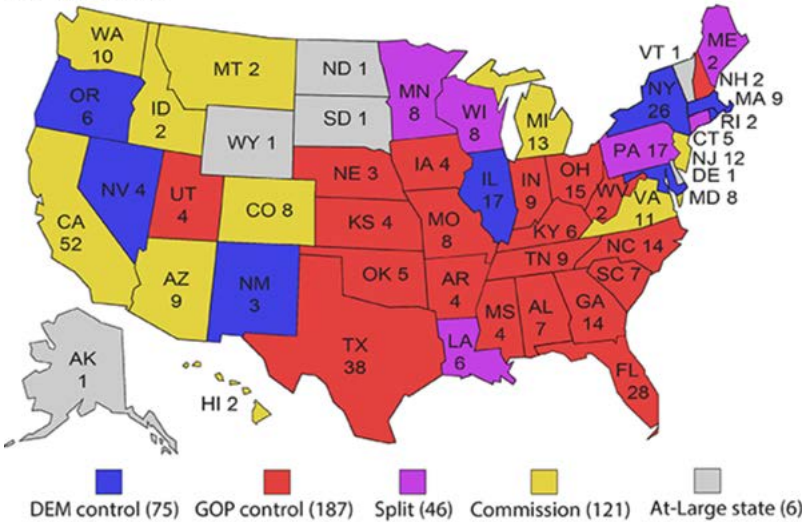 WA
10
MT 2
ND 1
VT 1
ME
2
OR
6
ID
2
SD 1
MN
8
WI
8
MI
13
NY
26
NH 2
MA 9
RI 2
CT 5
WY 1
PA 17
NJ 12
DE 1
MD 8
NV 4
UT
4
CO 8
NE 3
IA 4
IL
17
IN
9
OH
15
WV
2
VA
11
CA
52
KS 4
MO
8
KY 6
NC 14
AZ
9
NM
3
OK 5
AR
4
TN 9
SC 7
MS
4
AL
7
GA
14
TX
38
LA
6
FL
28
AK
1
HI 2
DEM control (75) GOP control (187) Split (46) Commission (121) At-Large state (6)